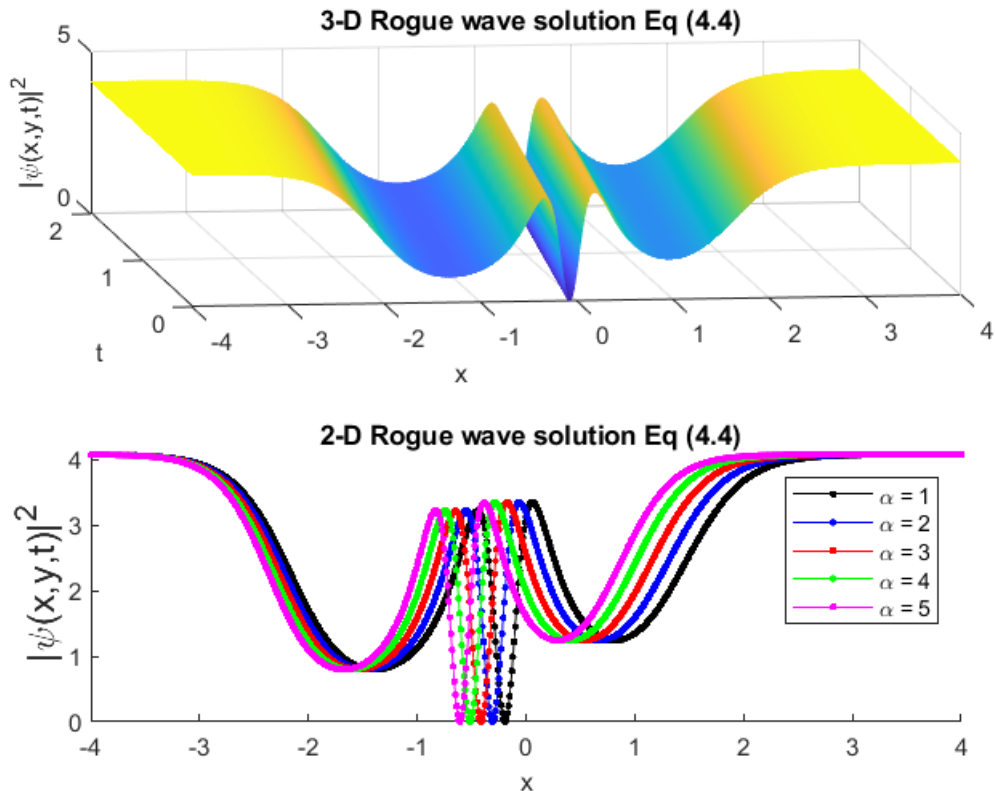 3-D Rogue wave solution Eq (4.4)
|ψ(x,y,t)|²
5
0
2
1
0
t
-4
-3
-2
-1
0
1
2
3
4
x
2-D Rogue wave solution Eq (4.4)
|ψ(x,y,t)|²
4
3
2
1
0
α = 1
α = 2
α = 3
α = 4
α = 5
-4
-3
-2
-1
0
1
2
3
4
x